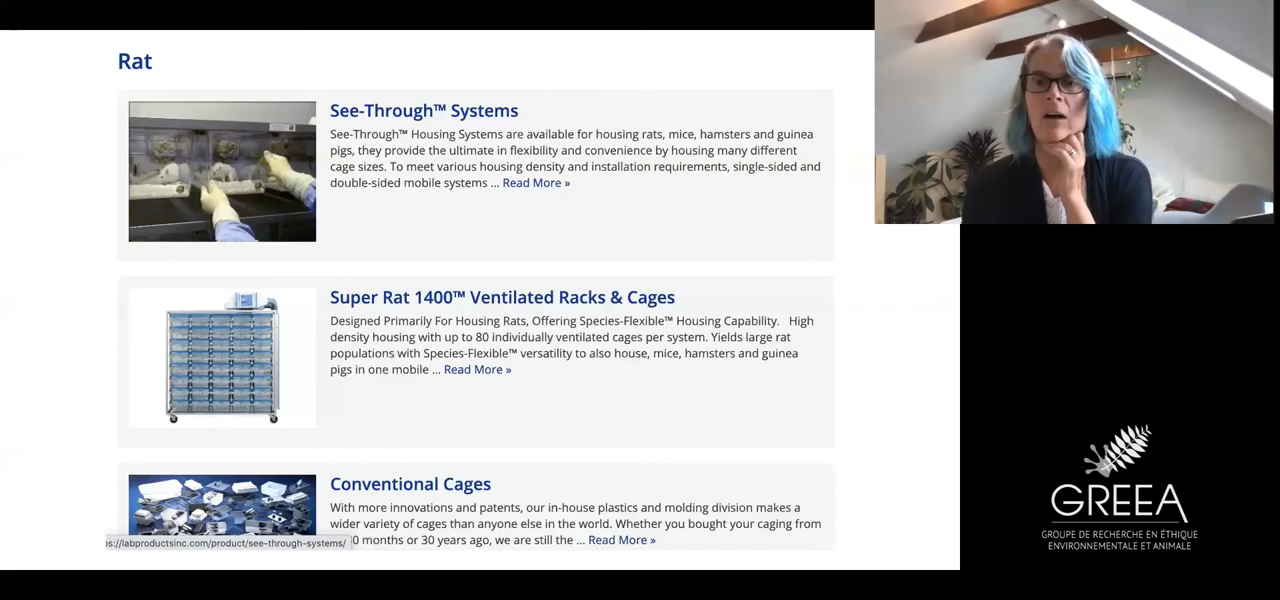 Rat
See-Through™ Systems
See-Through™ Housing Systems are available for housing rats, mice, hamsters and guinea
pigs, they provide the ultimate in flexibility and convenience by housing many different
cage sizes. To meet various housing density and installation requirements, single-sided and
double-sided mobile systems ... Read More »
Super Rat 1400™ Ventilated Racks & Cages
Designed Primarily For Housing Rats, Offering Species-Flexible™ Housing Capability. High
density housing with up to 80 individually ventilated cages per system. Yields large rat
populations with Species-Flexible™ versatility to also house, mice, hamsters and guinea
pigs in one mobile ... Read More »
Conventional Cages
With more innovations and patents, our in-house plastics and molding division makes a
wider variety of cages than anyone else in the world. Whether you bought your caging from
0 months or 30 years ago, we are still the ... Read More »
ps://labproductsinc.com/product/see-through-systems/
GREEA
GROUPE DE RECHERCHE EN ÉTHIQUE
ENVIRONNEMENTALE ET ANIMALE